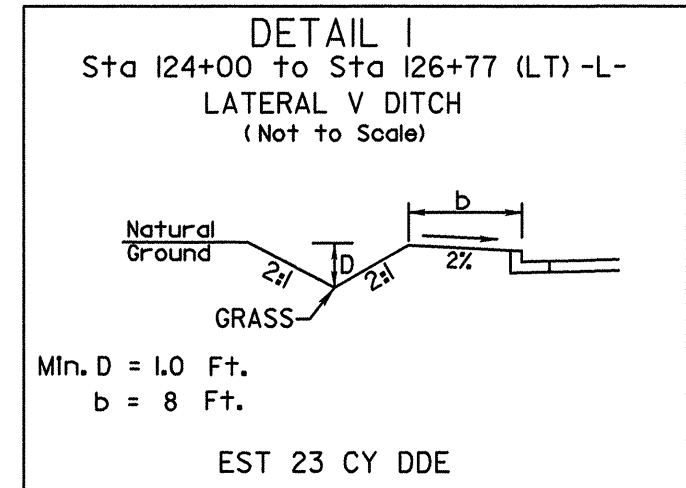 DETAIL 1
Sta 124+00 to Sta 126+77 (LT) -L-
LATERAL V DITCH
(Not to Scale)
b
Natural
Ground
2:1
D
2:1
2%
GRASS
Min. D = 1.0 Ft.
b = 8 Ft.
EST 23 CY DDE